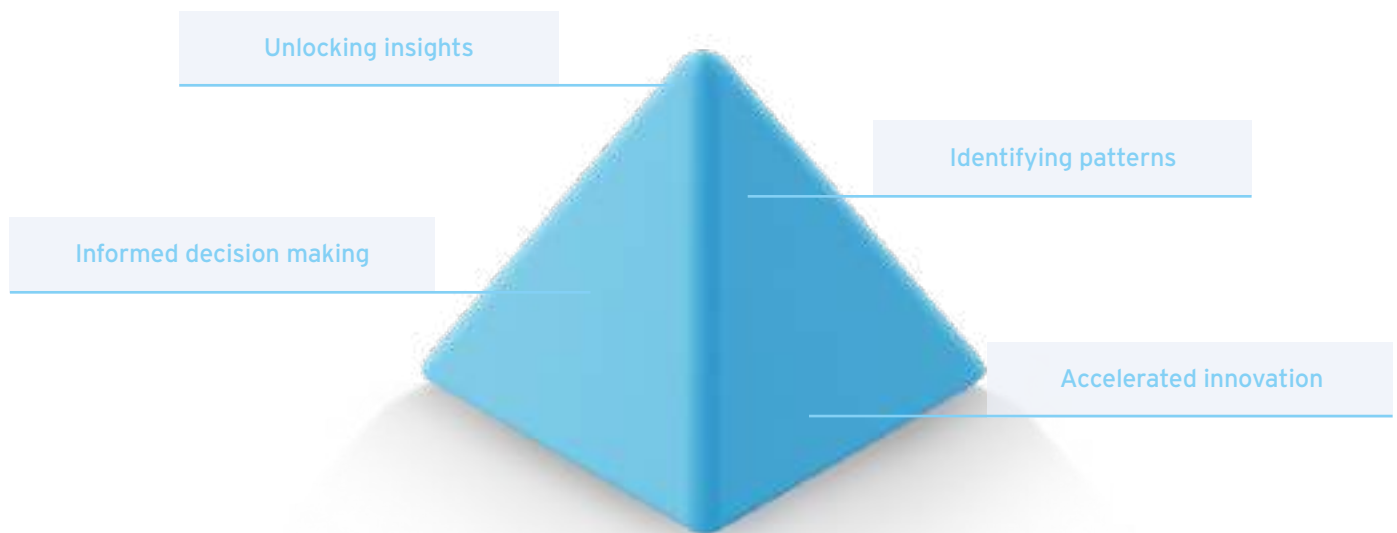 Unlocking insights
Identifying patterns
Informed decision making
Accelerated innovation